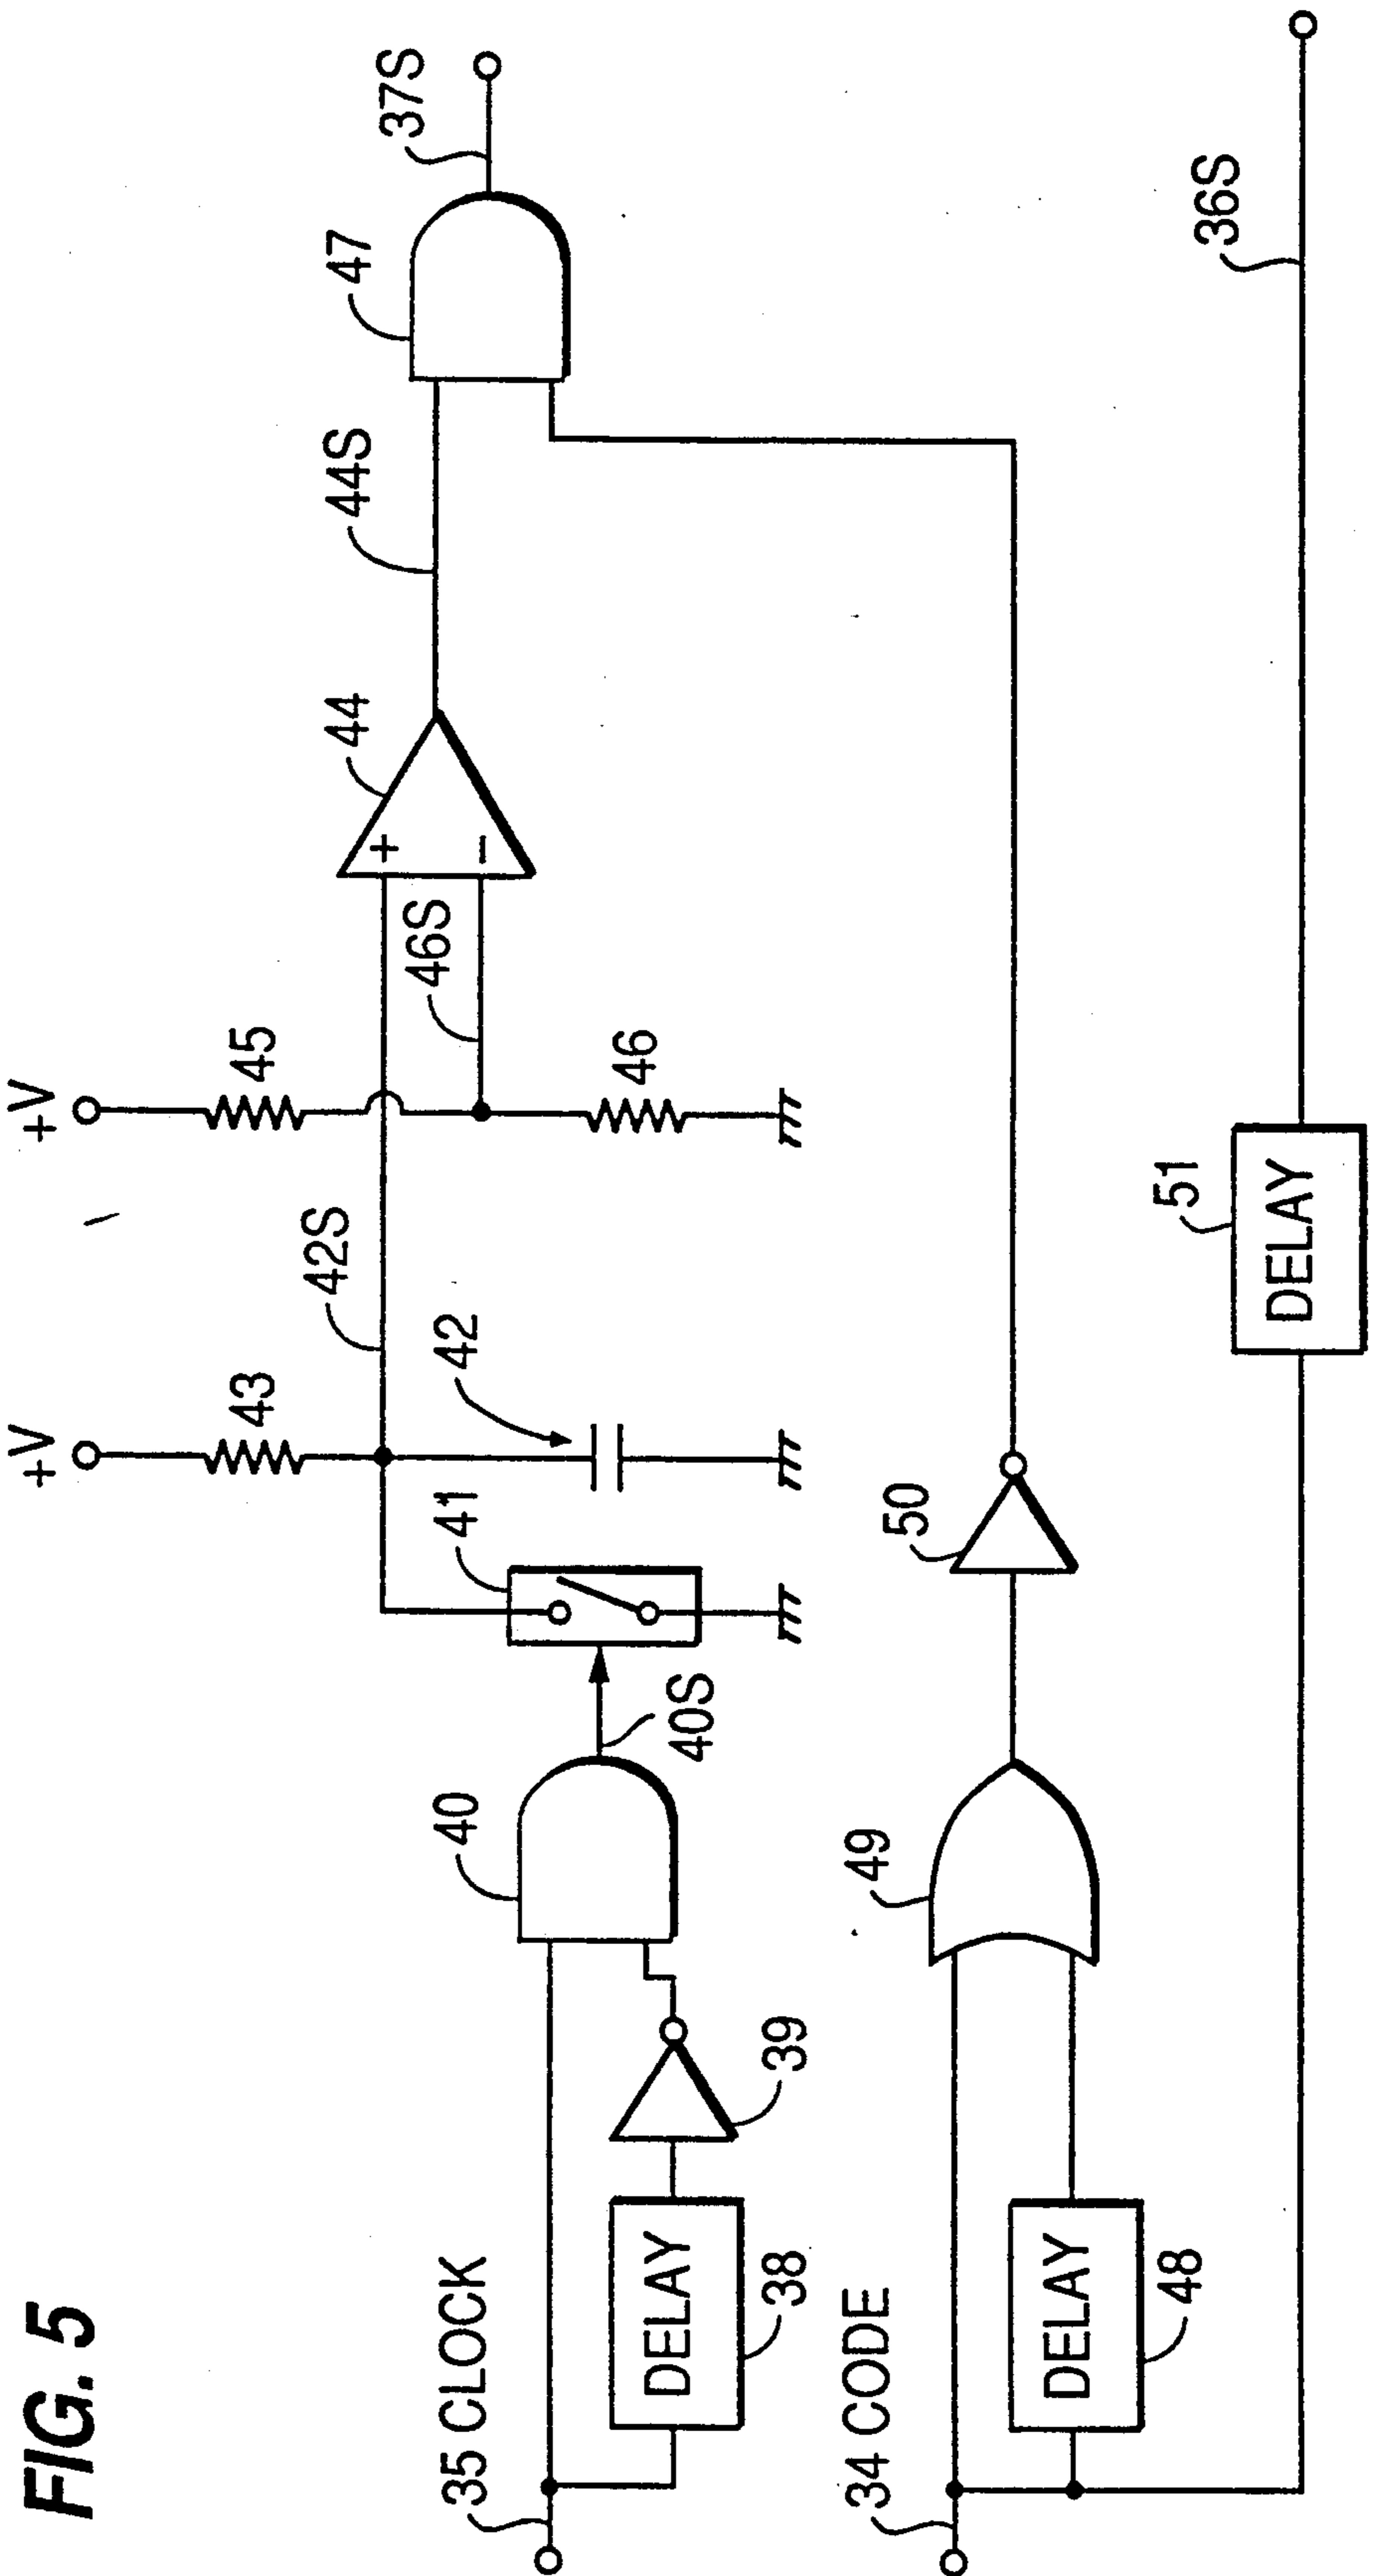 FIG. 5
+V
+V
43
45
42S
46S
44
44S
47
37S
35 CLOCK
DELAY
38
39
40
40S
41
42
46
34 CODE
DELAY
48
49
50
51
DELAY
36S